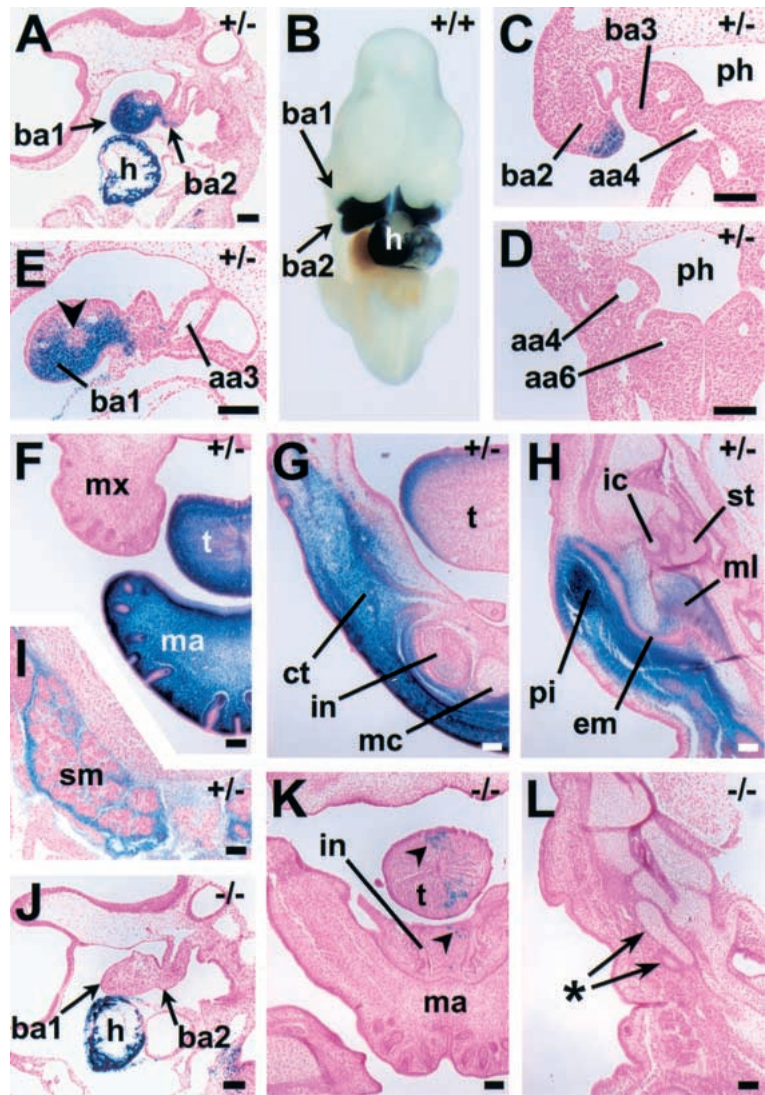 A +/-
ba1
h
ba2
B +/+
ba1
ba2
h
C +/-
ba3
ph
ba2
aa4
D +/-
ph
aa4
aa6
E +/-
ba1
aa3
F +/-
mx
t
ma
G +/-
t
ct
in
mc
H +/-
ic
st
ml
pi
em
I
sm
+/-
J -/-
ba1
h
ba2
K -/-
in
t
ma
L -/-
*